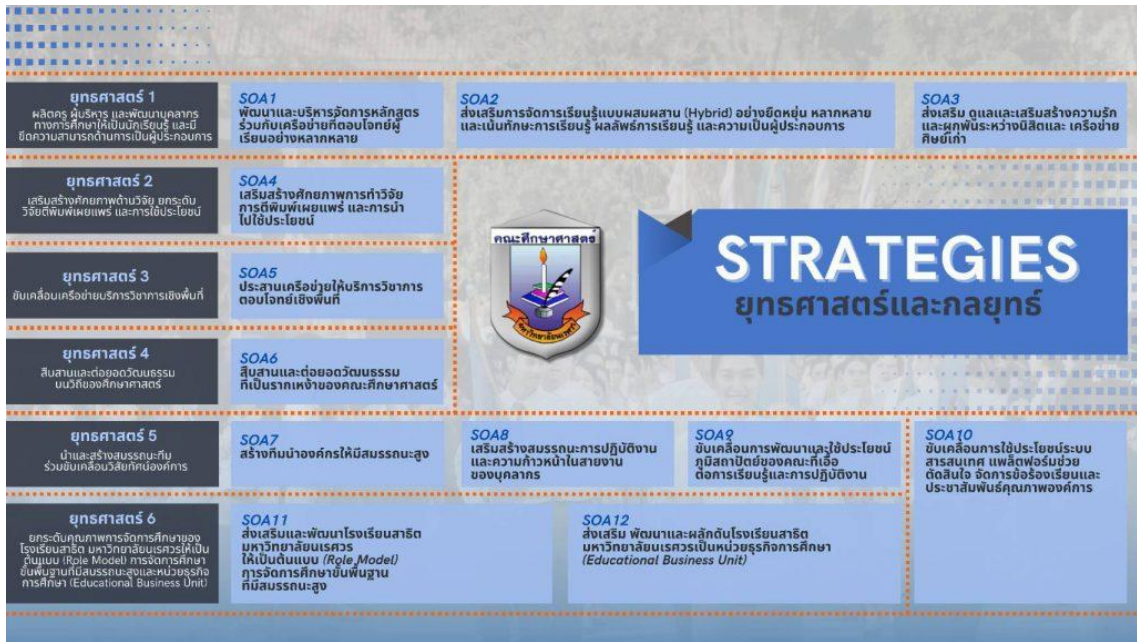 ยุทธศาสตร์ 1
ผลิตครู ผู้บริหาร และพัฒนาบุคลากร
ทางการศึกษาให้เป็นนักเรียนรู้ และมี
ขีดความสามารถด้านการเป็นผู้ประกอบการ
SOA1
พัฒนาและบริหารจัดการหลักสูตร
ร่วมกับเครือข่ายที่ตอบโจทย์ผู้
เรียนอย่างหลากหลาย
SOA2
ส่งเสริมการจัดการเรียนรู้แบบผสมผสาน (Hybrid) อย่างยืดหยุ่น หลากหลาย
และเน้นทักษะการเรียนรู้ ผลลัพธ์การเรียนรู้ และความเป็นผู้ประกอบการ
SOA3
ส่งเสริม ดูแลและเสริมสร้างความรัก
และผูกพันระหว่างนิสิตและ เครือข่าย
ศิษย์เก่า
ยุทธศาสตร์ 2
เสริมสร้างศักยภาพด้านวิจัย ยกระดับ
วิจัยตีพิมพ์เผยแพร่ และการใช้ประโยชน์
SOA4
เสริมสร้างศักยภาพการทำวิจัย
การตีพิมพ์เผยแพร่ และการนำ
ไปใช้ประโยชน์
คณะศึกษาศาสตร์
มหาวิทยาลัยนเรศวร
STRATEGIES
ยุทธศาสตร์และกลยุทธ์
ยุทธศาสตร์ 3
ขับเคลื่อนเครือข่ายบริการวิชาการเชิงพื้นที่
SOA5
ประสานเครือข่ายให้บริการวิชาการ
ตอบโจทย์เชิงพื้นที่
ยุทธศาสตร์ 4
สืบสานและต่อยอดวัฒนธรรม
บนวิถีของศึกษาศาสตร์
SOA6
สืบสานและต่อยอดวัฒนธรรม
ที่เป็นรากเหง้าของคณะศึกษาศาสตร์
ยุทธศาสตร์ 5
นำและสร้างสมรรถนะทีม
ร่วมขับเคลื่อนวิสัยทัศน์องค์การ
SOA7
สร้างทีมนำองค์กรให้มีสมรรถนะสูง
SOA8
เสริมสร้างสมรรถนะการปฏิบัติงาน
และความก้าวหน้าในสายงาน
ของบุคลากร
SOA9
ขับเคลื่อนการพัฒนาและใช้ประโยชน์
ภูมิสถาปัตย์ของคณะที่เอื้อ
ต่อการเรียนรู้และการปฏิบัติงาน
SOA10
ขับเคลื่อนการใช้ประโยชน์ระบบ
สารสนเทศ แพล็ตฟอร์มช่วย
ตัดสินใจ จัดการข้อร้องเรียนและ
ประชาสัมพันธ์คุณภาพองค์การ
ยุทธศาสตร์ 6
ยกระดับคุณภาพการจัดการศึกษาของ
โรงเรียนสาธิต มหาวิทยาลัยนเรศวรให้เป็น
ต้นแบบ (Role Model) การจัดการศึกษา
ขั้นพื้นฐานที่มีสมรรถนะสูงและหน่วยธุรกิจ
การศึกษา (Educational Business Unit)
SOA11
ส่งเสริมและพัฒนาโรงเรียนสาธิต
มหาวิทยาลัยนเรศวร
ให้เป็นต้นแบบ (Role Model)
การจัดการศึกษาขั้นพื้นฐาน
ที่มีสมรรถนะสูง
SOA12
ส่งเสริม พัฒนาและผลักดันโรงเรียนสาธิต
มหาวิทยาลัยนเรศวรเป็นหน่วยธุรกิจการศึกษา
(Educational Business Unit)